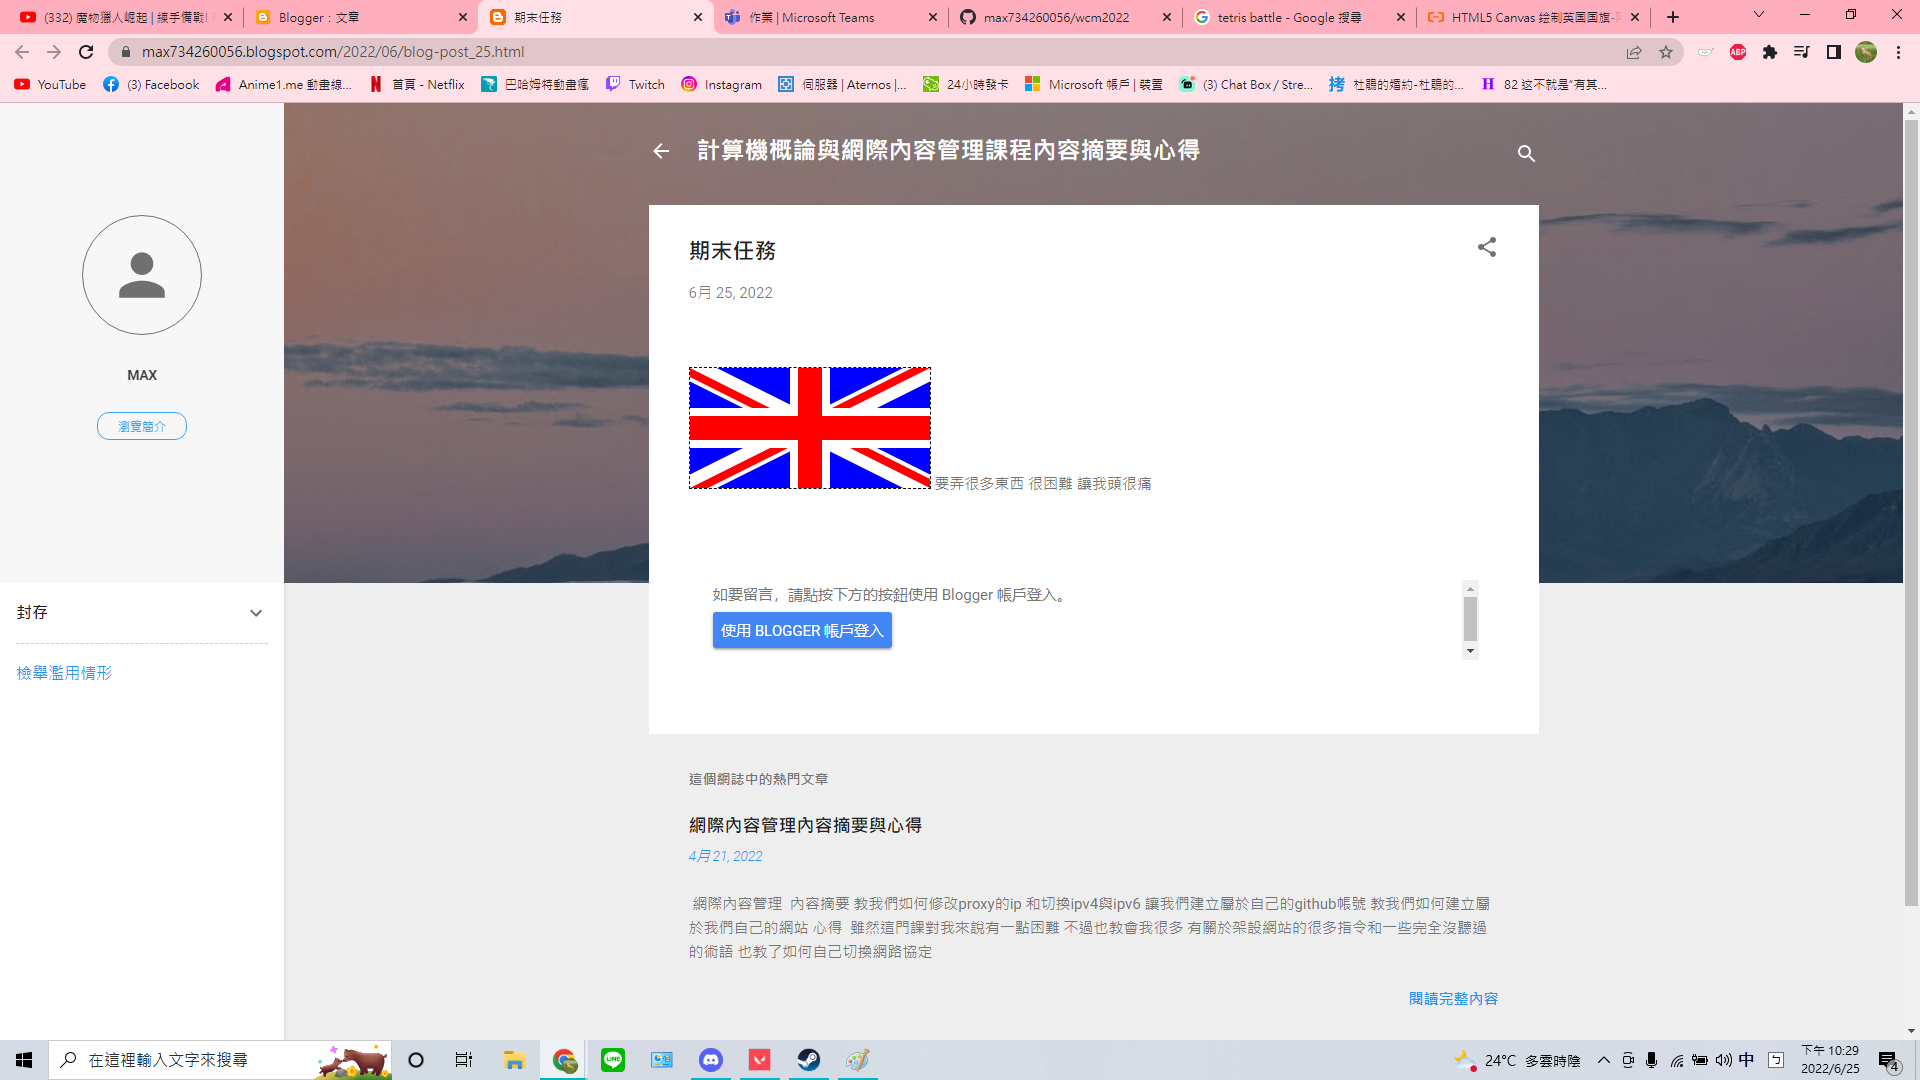 (332) 魔物獵人崛起 | 練手備戰!
Blogger：文章
期末任務
作業 | Microsoft Teams
max734260056/wcm2022
tetris battle - Google 搜尋
HTML5 Canvas 绘制英国国旗-
max734260056.blogspot.com/2022/06/blog-post_25.html
YouTube
(3) Facebook
Anime1.me 動畫線...
首頁 - Netflix
巴哈姆特動畫瘋
Twitch
Instagram
伺服器 | Aternos |...
24小時發卡
Microsoft 帳戶 | 裝置
(3) Chat Box / Stre...
杜鵑的婚約-杜鵑的...
82 这不就是“有其...
計算機概論與網際內容管理課程內容摘要與心得
MAX
瀏覽簡介
封存
檢舉濫用情形
期末任務
6月 25, 2022
要弄很多東西 很困難 讓我頭很痛
如要留言，請點按下方的按鈕使用 Blogger 帳戶登入。
使用 BLOGGER 帳戶登入
這個網誌中的熱門文章
網際內容管理內容摘要與心得
4月 21, 2022
網際內容管理 內容摘要 教我們如何修改proxy的ip 和切換ipv4與ipv6 讓我們建立屬於自己的github帳號 教我們如何建立屬
於我們自己的網站 心得 雖然這門課對我來說有一點困難 不過也教會我很多 有關於架設網站的很多指令和一些完全沒聽過
的術語 也教了如何自己切換網路協定
閱讀完整內容
在這裡輸入文字來搜尋
LINE
24°C 多雲時陰
中
下午 10:29
2022/6/25
4